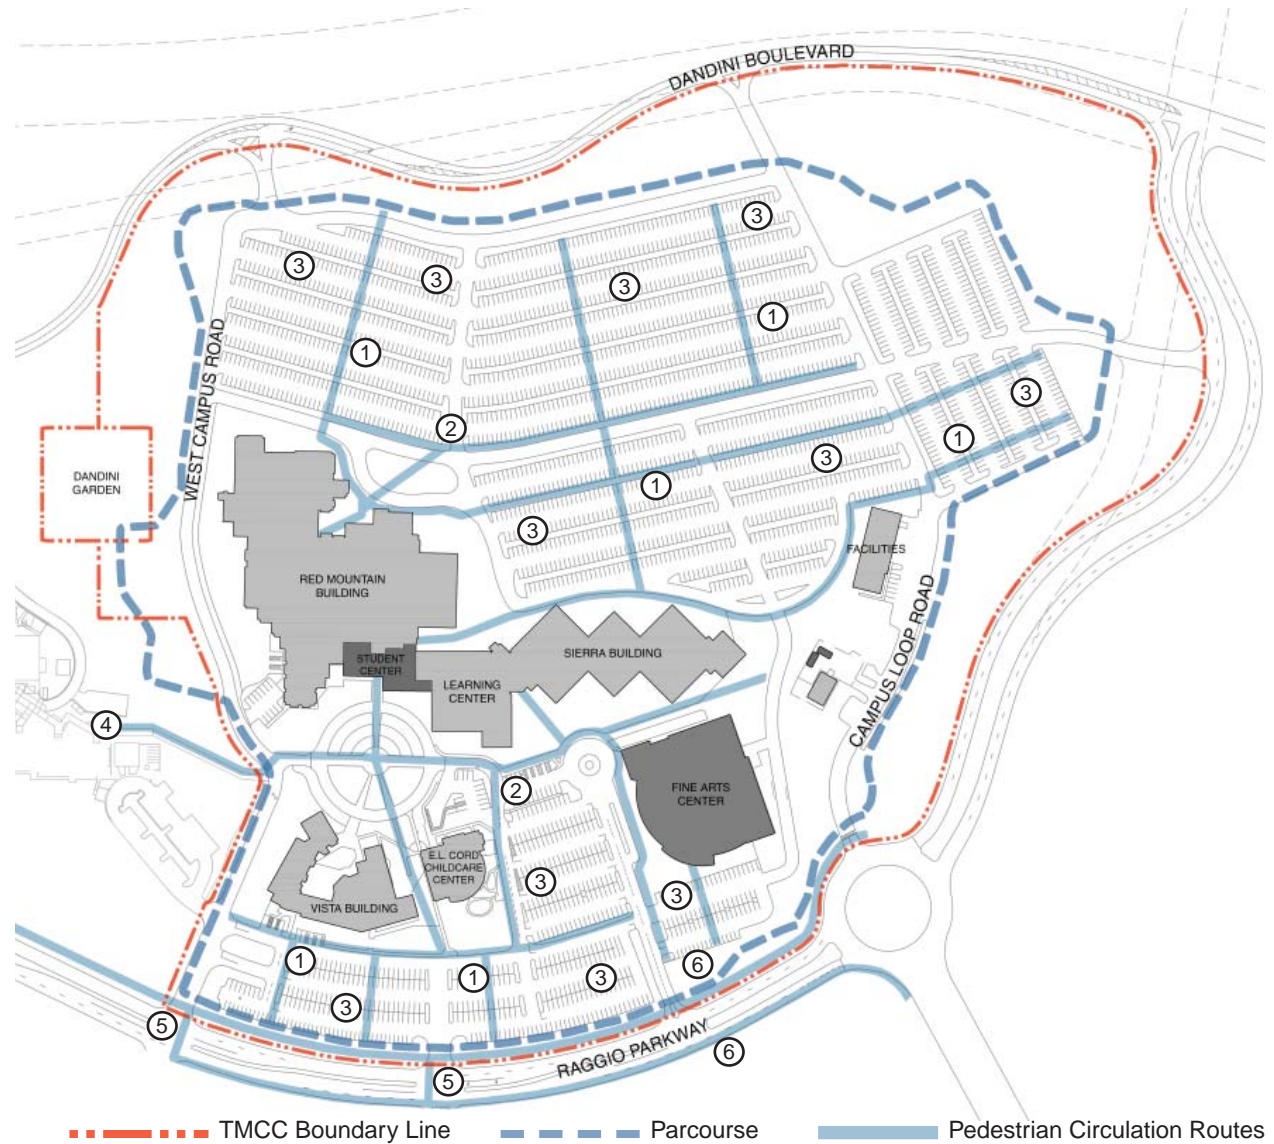 DANDINI BOULEVARD
3
3
3
3
1
1
WEST CAMPUS ROAD
3
2
1
3
1
DANDINI
GARDEN
3
FACILITIES
RED MOUNTAIN
BUILDING
CAMPUS LOOP ROAD
SIERRA BUILDING
STUDENT
CENTER
LEARNING
CENTER
4
2
FINE ARTS
CENTER
E.L. CORD
CHILDCARE
CENTER
3
3
VISTA BUILDING
1
1
3
6
3
5
RAGGIO PARKWAY
6
5
TMCC Boundary Line
Parcourse
Pedestrian Circulation Routes